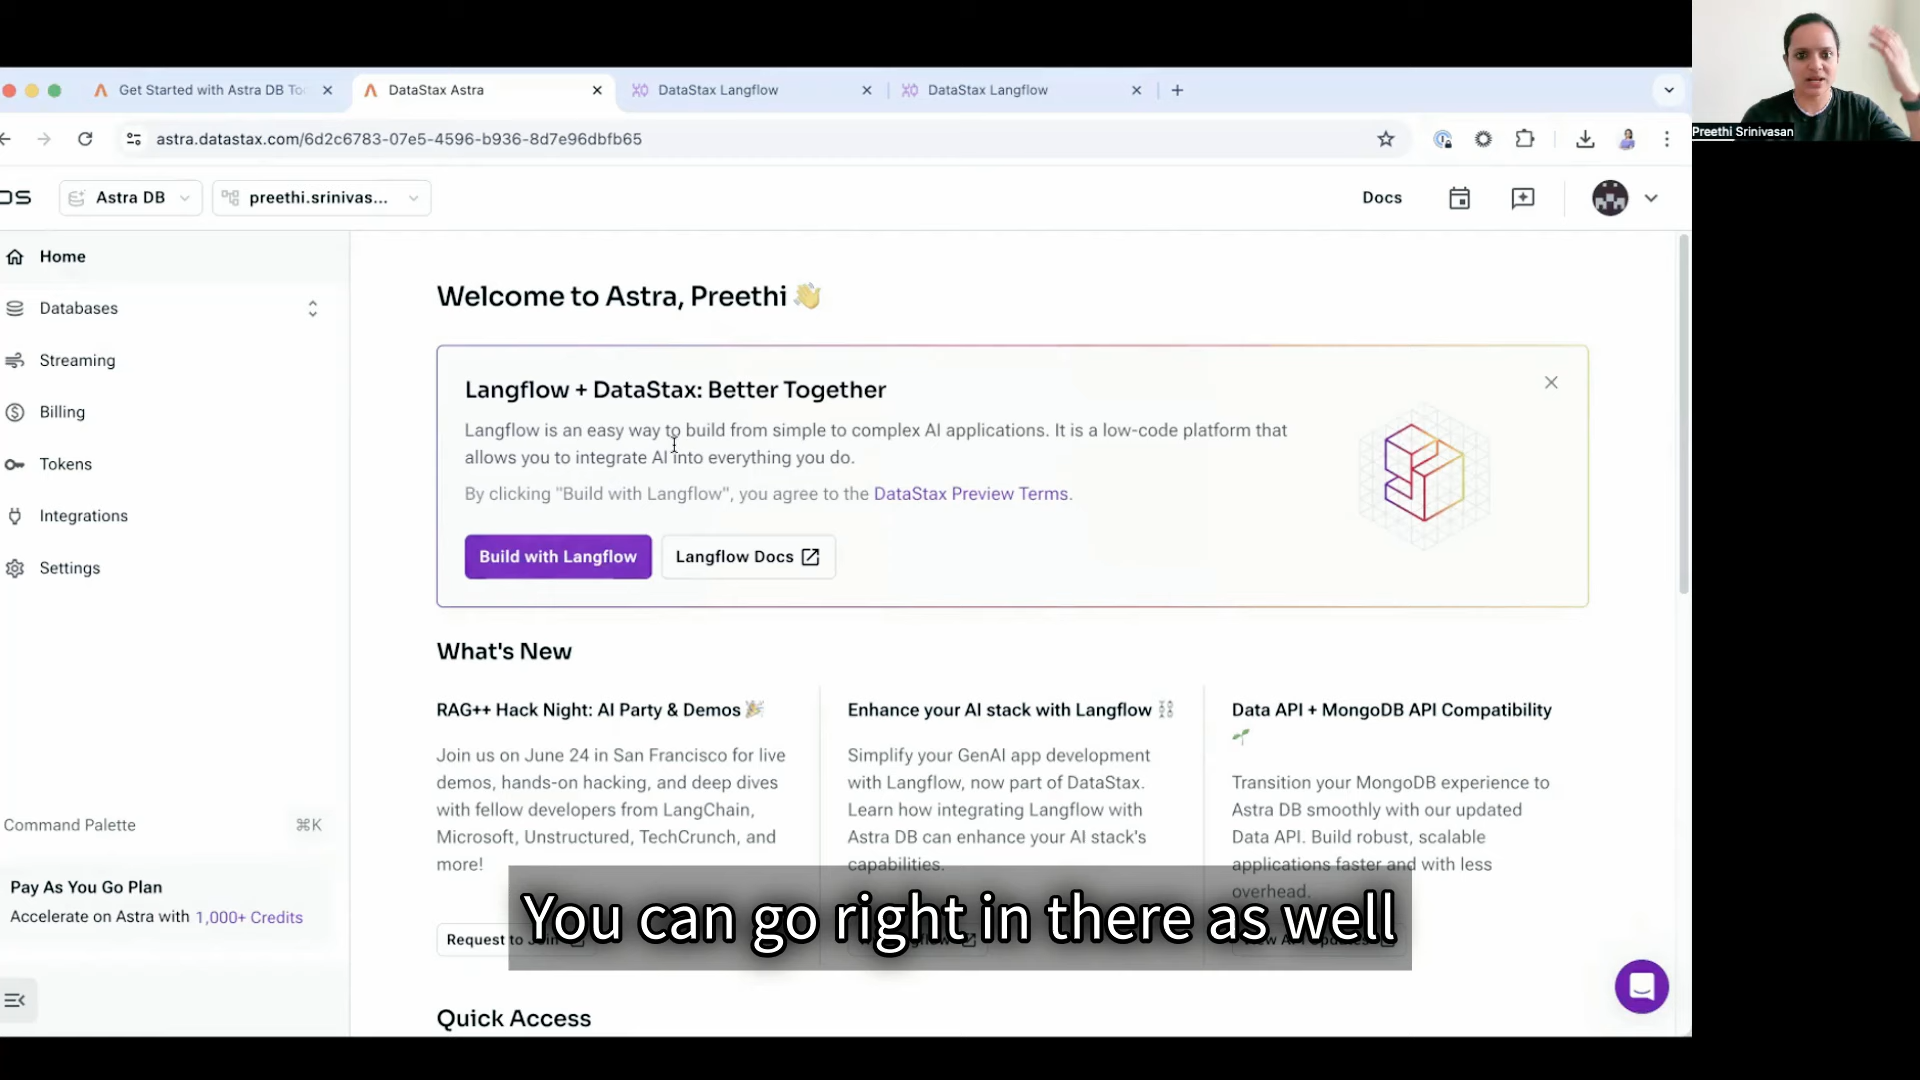 Get Started with Astra DB To
DataStax Astra
DataStax Langflow
DataStax Langflow
astra.datastax.com/6d2c6783-07e5-4596-b936-8d7e96dbfb65
Preethi Srinivasan
DS
Astra DB
preethi.srinivas...
Docs
Home
Databases
Streaming
Billing
Tokens
Integrations
Settings
Command Palette
⌘K
Pay As You Go Plan
Accelerate on Astra with 1,000+ Credits
Welcome to Astra, Preethi 👋
Langflow + DataStax: Better Together
Langflow is an easy way to build from simple to complex AI applications. It is a low-code platform that
allows you to integrate AI into everything you do.
By clicking "Build with Langflow", you agree to the DataStax Preview Terms.
Build with Langflow
Langflow Docs
What's New
RAG++ Hack Night: AI Party & Demos 🎉
Join us on June 24 in San Francisco for live
demos, hands-on hacking, and deep dives
with fellow developers from LangChain,
Microsoft, Unstructured, TechCrunch, and
more!
Request to Join
Enhance your AI stack with Langflow ⛓️
Simplify your GenAI app development
with Langflow, now part of DataStax.
Learn how integrating Langflow with
Astra DB can enhance your AI stack's
capabilities.
Data API + MongoDB API Compatibility
🌱
Transition your MongoDB experience to
Astra DB smoothly with our updated
Data API. Build robust, scalable
applications faster and with less
overhead.
You can go right in there as well
Quick Access